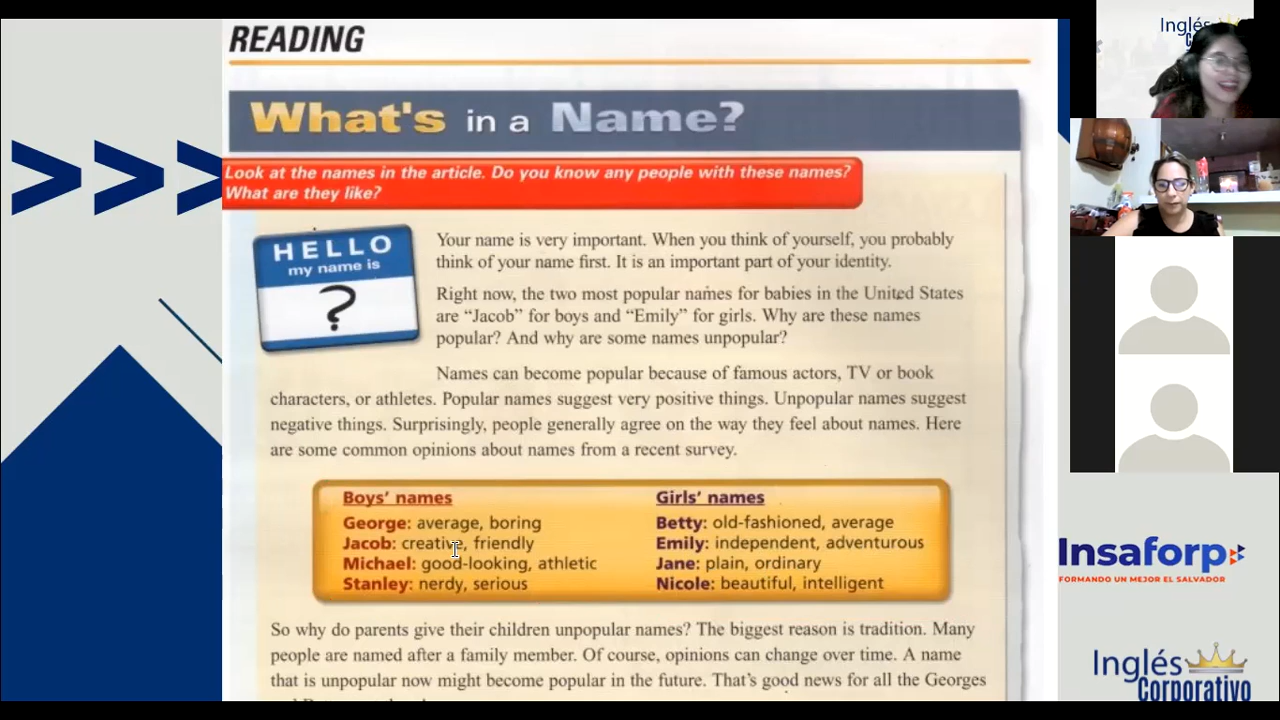 READING
What's in a Name?
Look at the names in the article. Do you know any people with these names?
What are they like?
HELLO
my name is
?
Your name is very important. When you think of yourself, you probably
think of your name first. It is an important part of your identity.
Right now, the two most popular names for babies in the United States
are “Jacob” for boys and “Emily” for girls. Why are these names
popular? And why are some names unpopular?
Names can become popular because of famous actors, TV or book
characters, or athletes. Popular names suggest very positive things. Unpopular names suggest
negative things. Surprisingly, people generally agree on the way they feel about names. Here
are some common opinions about names from a recent survey.
Boys' names
George: average, boring
Jacob: creative, friendly
Michael: good-looking, athletic
Stanley: nerdy, serious
Girls' names
Betty: old-fashioned, average
Emily: independent, adventurous
Jane: plain, ordinary
Nicole: beautiful, intelligent
So why do parents give their children unpopular names? The biggest reason is tradition. Many
people are named after a family member. Of course, opinions can change over time. A name
that is unpopular now might become popular in the future. That's good news for all the Georges
Inglés
Insaforp
FORMANDO UN MEJOR EL SALVADOR
Inglés
Corporativo